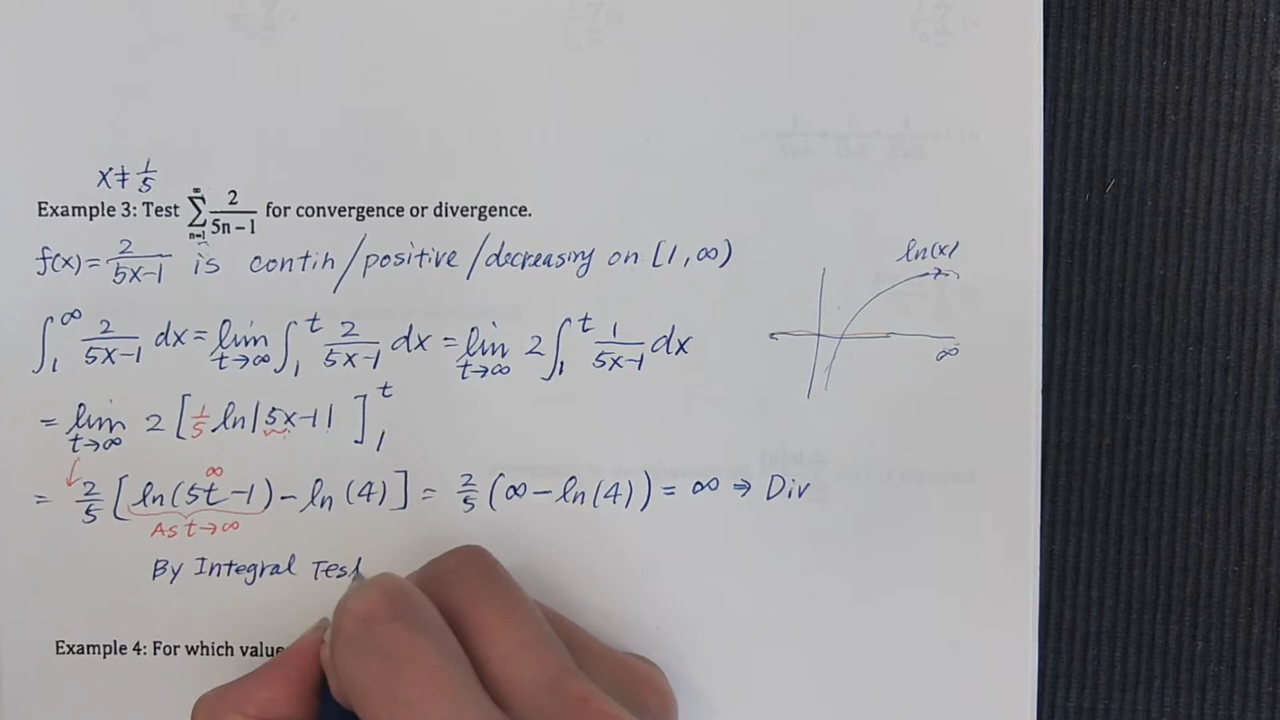 x ≠ 1/5
Example 3: Test ∑_{n=1}^{∞} 2/(5n – 1) for convergence or divergence.
f(x) = 2/(5x-1) is contin/positive/decreasing on [1, ∞)
ln(x)
∞
∫_1^∞ 2/(5x-1) dx = lim_{t→∞} ∫_1^t 2/(5x-1) dx = lim_{t→∞} 2 ∫_1^t 1/(5x-1) dx
= lim_{t→∞} 2 [1/5 ln|5x-1|]_1^t
∞
= 2/5 [ln(5t-1) - ln(4)] = 2/5 (∞ - ln(4)) = ∞ ⇒ Div
As t→∞
By Integral Test
Example 4: For which value